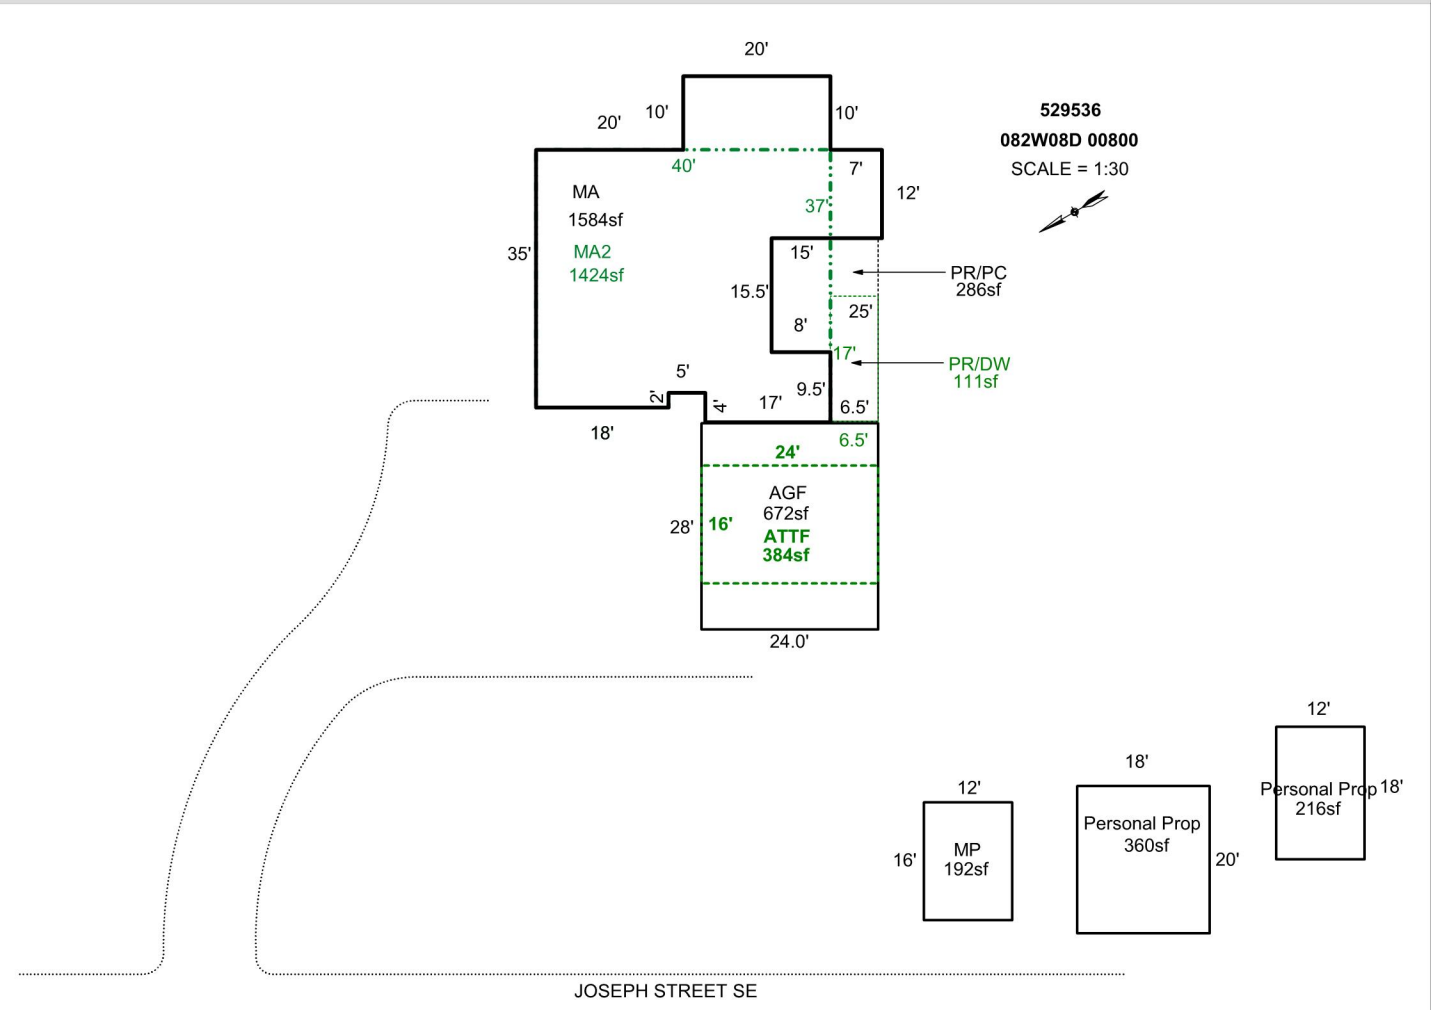 20'
10'
10'
20'
529536
082W08D 00800
SCALE = 1:30
40'
7'
MA
1584sf
12'
37'
35'
MA2
1424sf
15'
PR/PC
286sf
15.5'
25'
8'
17'
PR/DW
111sf
5'
2'
4'
17'
9.5'
6.5'
18'
6.5'
24'
AGF
672sf
28'
16'
ATTF
384sf
24.0'
12'
18'
12'
Personal Prop
216sf
18'
Personal Prop
360sf
20'
16'
MP
192sf
JOSEPH STREET SE